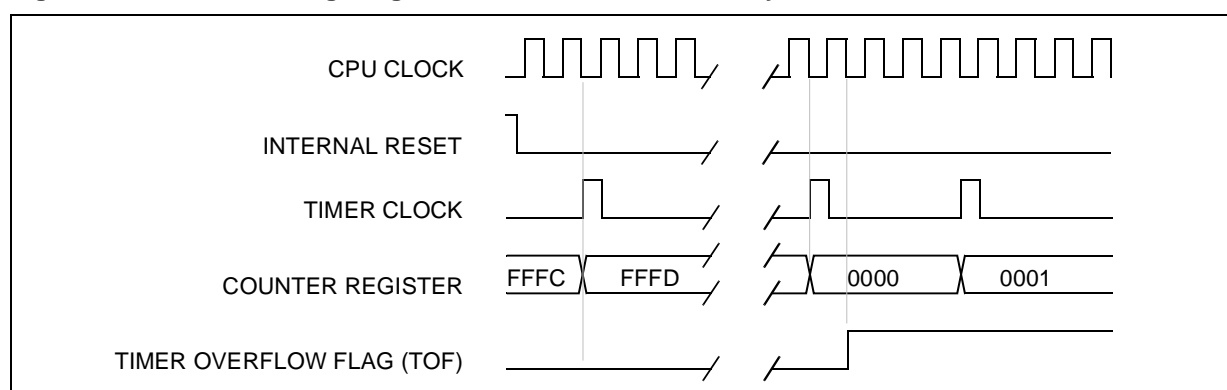 CPU CLOCK
INTERNAL RESET
TIMER CLOCK
COUNTER REGISTER FFFC FFFD 0000 0001
TIMER OVERFLOW FLAG (TOF)